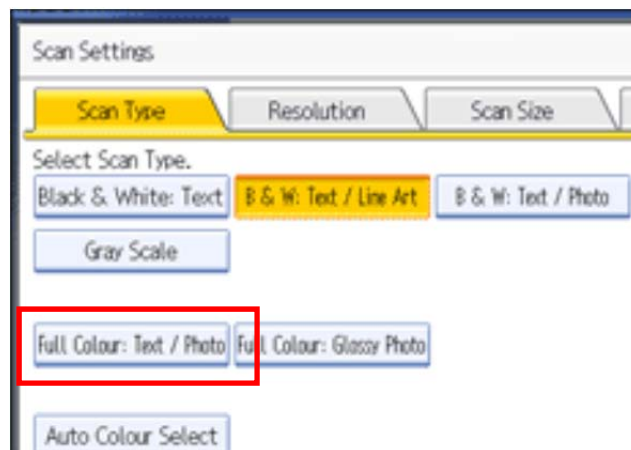 Scan Settings
Scan Type Resolution Scan Size
Select Scan Type.
Black & White: Text B & W: Text / Line Art B & W: Text / Photo
Gray Scale
Full Colour: Text / Photo Full Colour: Glossy Photo
Auto Colour Select